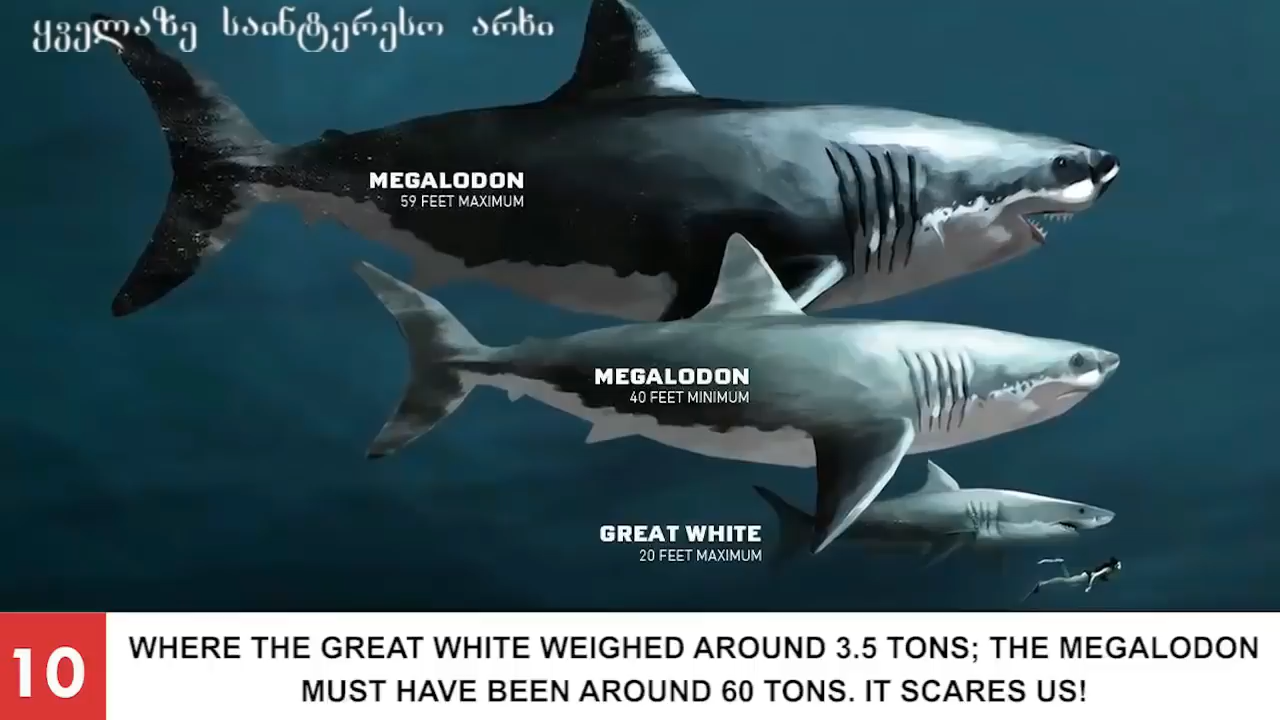 ყველაზე საინტერესო არხი
MEGALODON
59 FEET MAXIMUM
MEGALODON
40 FEET MINIMUM
GREAT WHITE
20 FEET MAXIMUM
10
WHERE THE GREAT WHITE WEIGHED AROUND 3.5 TONS; THE MEGALODON
MUST HAVE BEEN AROUND 60 TONS. IT SCARES US!